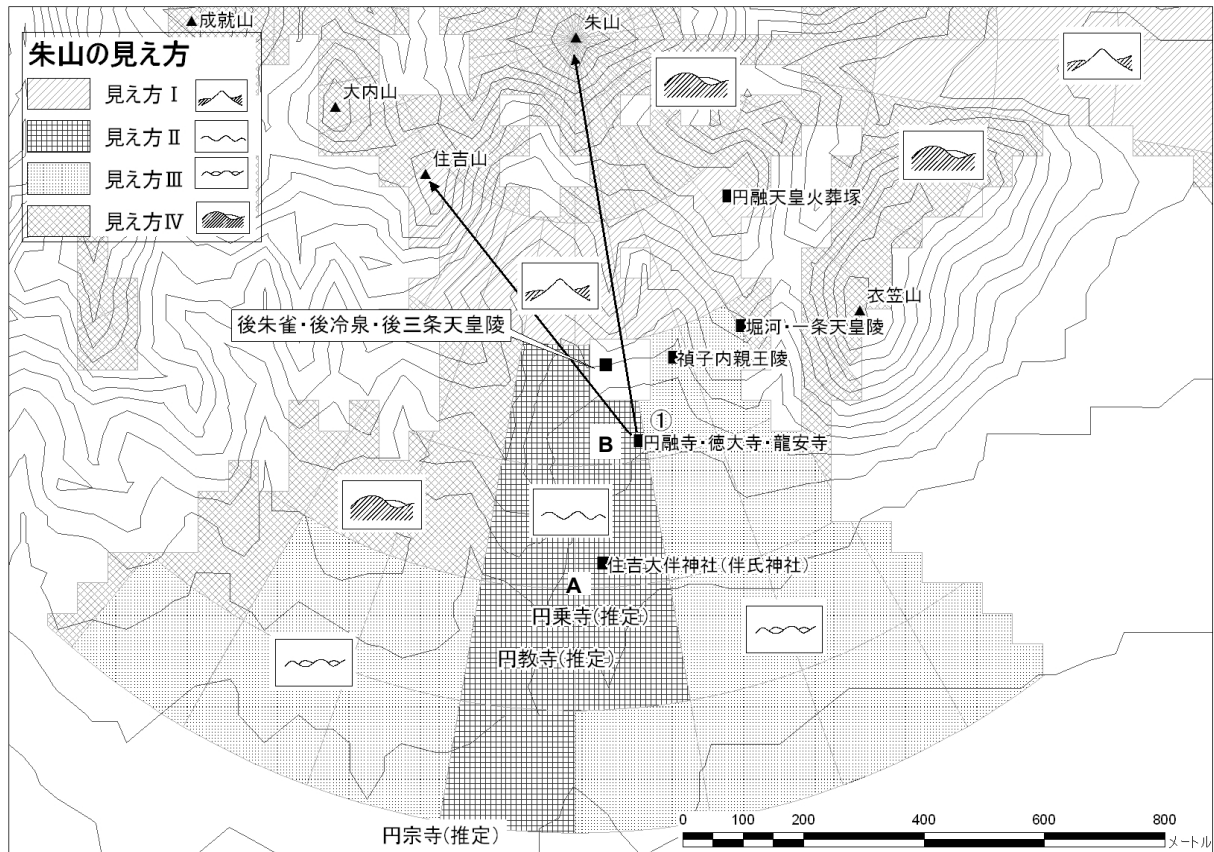 成就山
朱山
朱山の見え方
見え方Ⅰ
見え方Ⅱ
見え方Ⅲ
見え方Ⅳ
大内山
住吉山
円融天皇火葬塚
衣笠山
後朱雀・後冷泉・後三条天皇陵
堀河・一条天皇陵
禎子内親王陵
①
B
円融寺・徳大寺・龍安寺
住吉大伴神社(伴氏神社)
A
円乗寺(推定)
円教寺(推定)
円宗寺(推定)
0 100 200 400 600 800
メートル